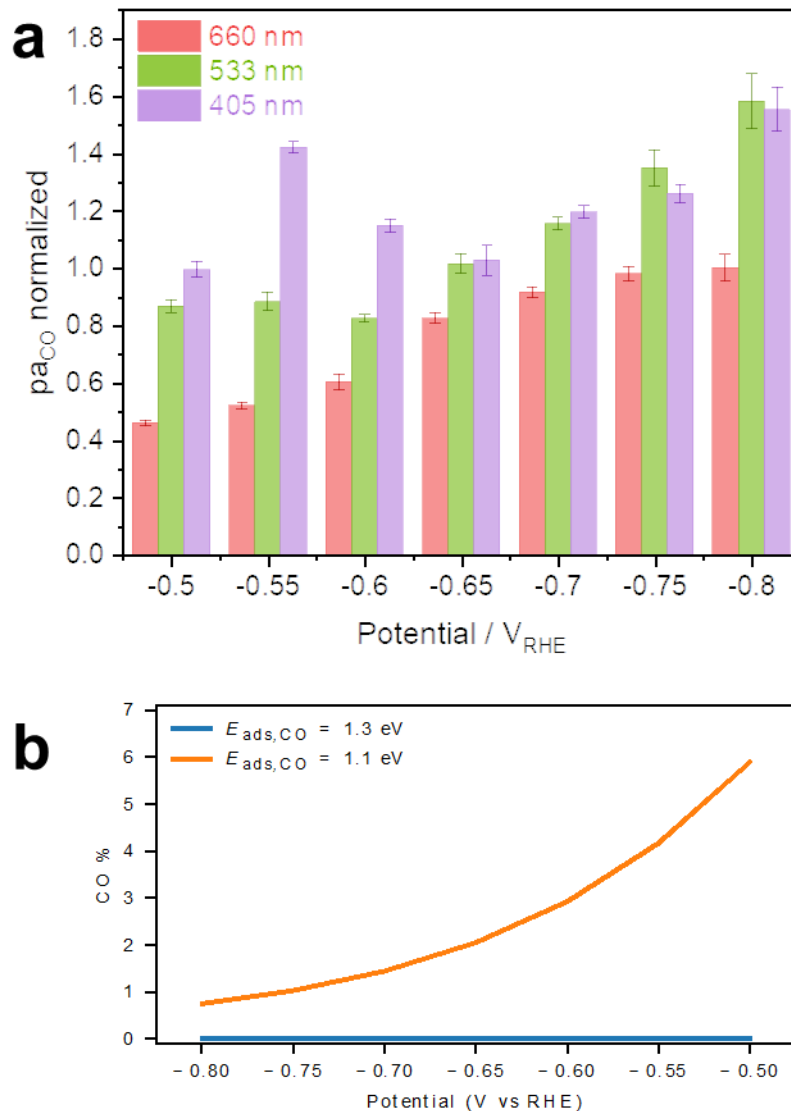 a
660 nm
533 nm
405 nm
1.8
1.6
1.4
1.2
1.0
0.8
0.6
0.4
0.2
0.0
pa_CO normalized
-0.5 -0.55 -0.6 -0.65 -0.7 -0.75 -0.8
Potential / V_RHE
b
E_ads,CO = 1.3 eV
E_ads,CO = 1.1 eV
7
6
5
4
3
2
1
0
CO %
−0.80 −0.75 −0.70 −0.65 −0.60 −0.55 −0.50
Potential (V vs RHE)